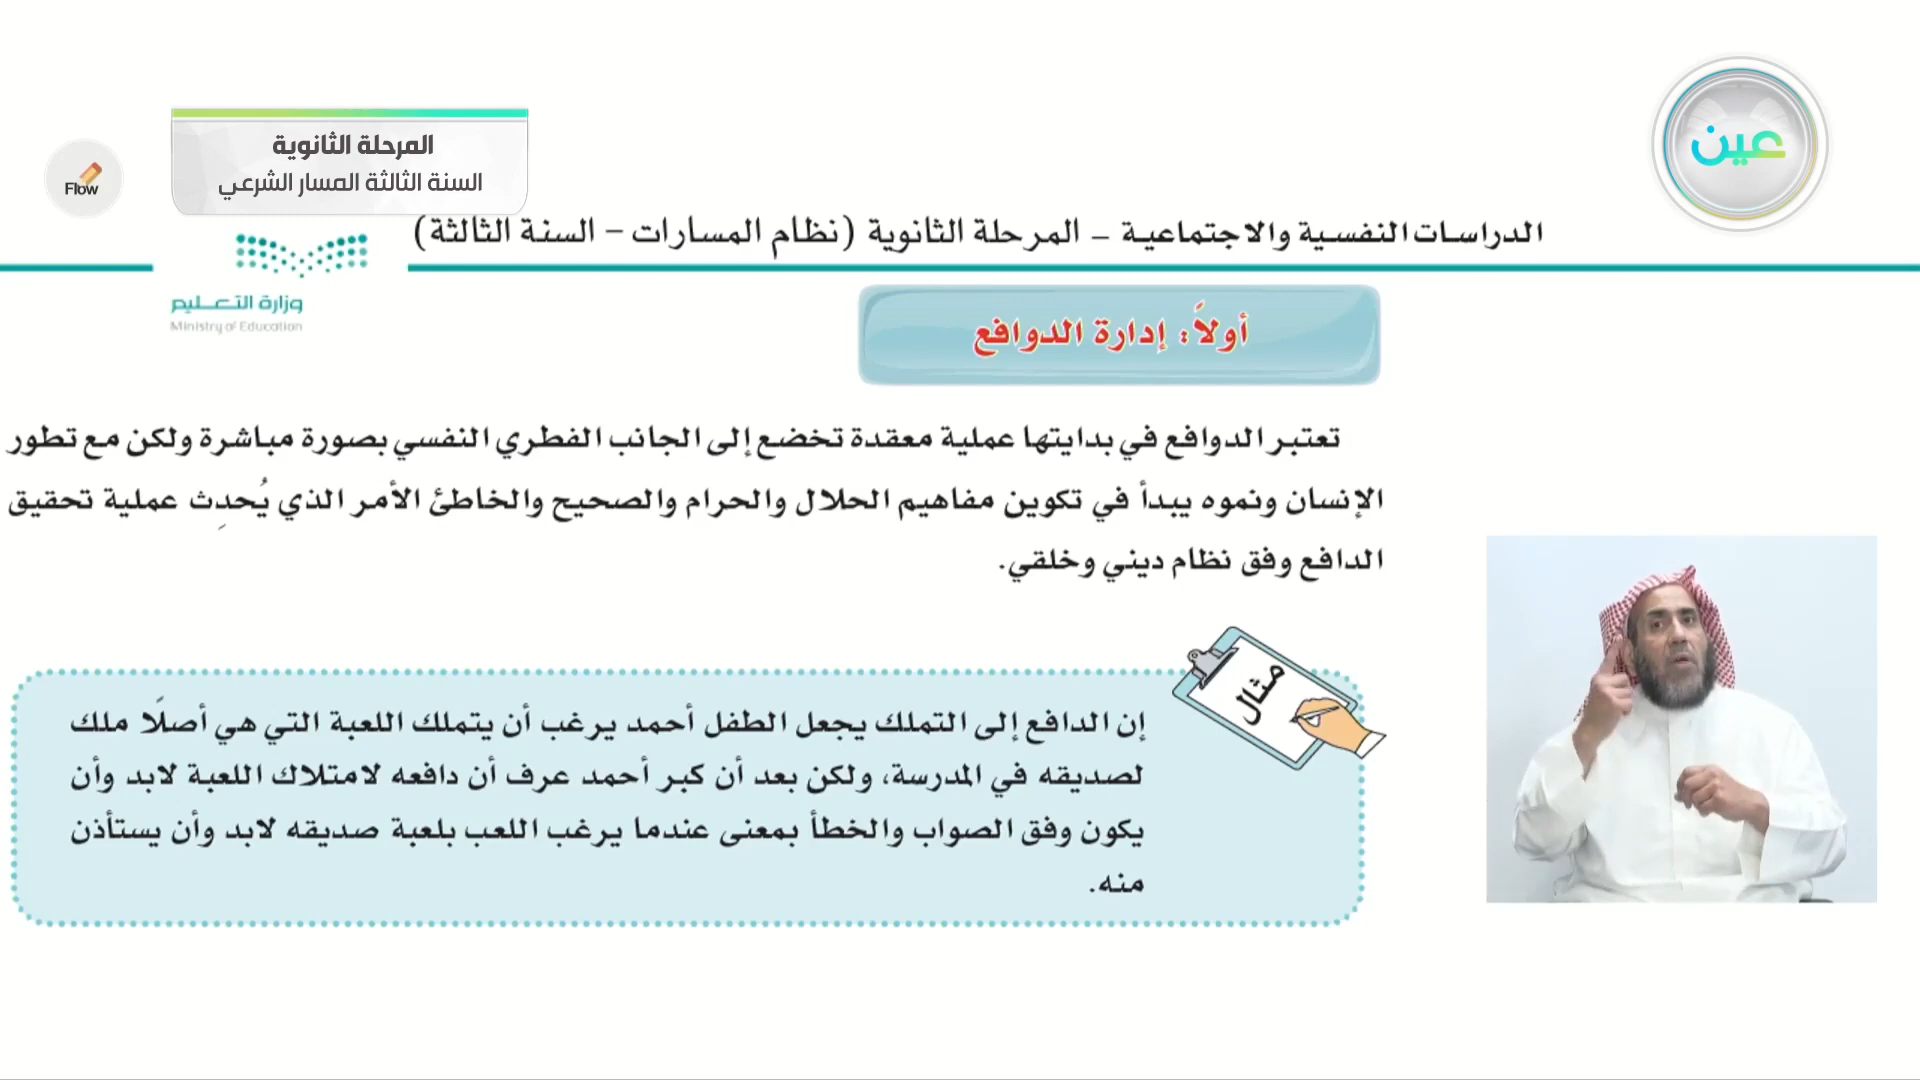 عين
المرحلة الثانوية
السنة الثالثة المسار الشرعي
Flow
الدراسات النفسية والاجتماعية – المرحلة الثانوية (نظام المسارات – السنة الثالثة)
وزارة التعليم
Ministry of Education
أولاً: إدارة الدوافع
تعتبر الدوافع في بدايتها عملية معقدة تخضع إلى الجانب الفطري النفسي بصورة مباشرة ولكن مع تطور
الإنسان ونموه يبدأ في تكوين مفاهيم الحلال والحرام والصحيح والخاطئ الأمر الذي يُحدِث عملية تحقيق
الدافع وفق نظام ديني وخلقي.
مثال
إن الدافع إلى التملك يجعل الطفل أحمد يرغب أن يتملك اللعبة التي هي أصلًا ملك
لصديقه في المدرسة، ولكن بعد أن كبر أحمد عرف أن دافعه لامتلاك اللعبة لابد وأن
يكون وفق الصواب والخطأ بمعنى عندما يرغب اللعب بلعبة صديقه لابد وأن يستأذن
منه.